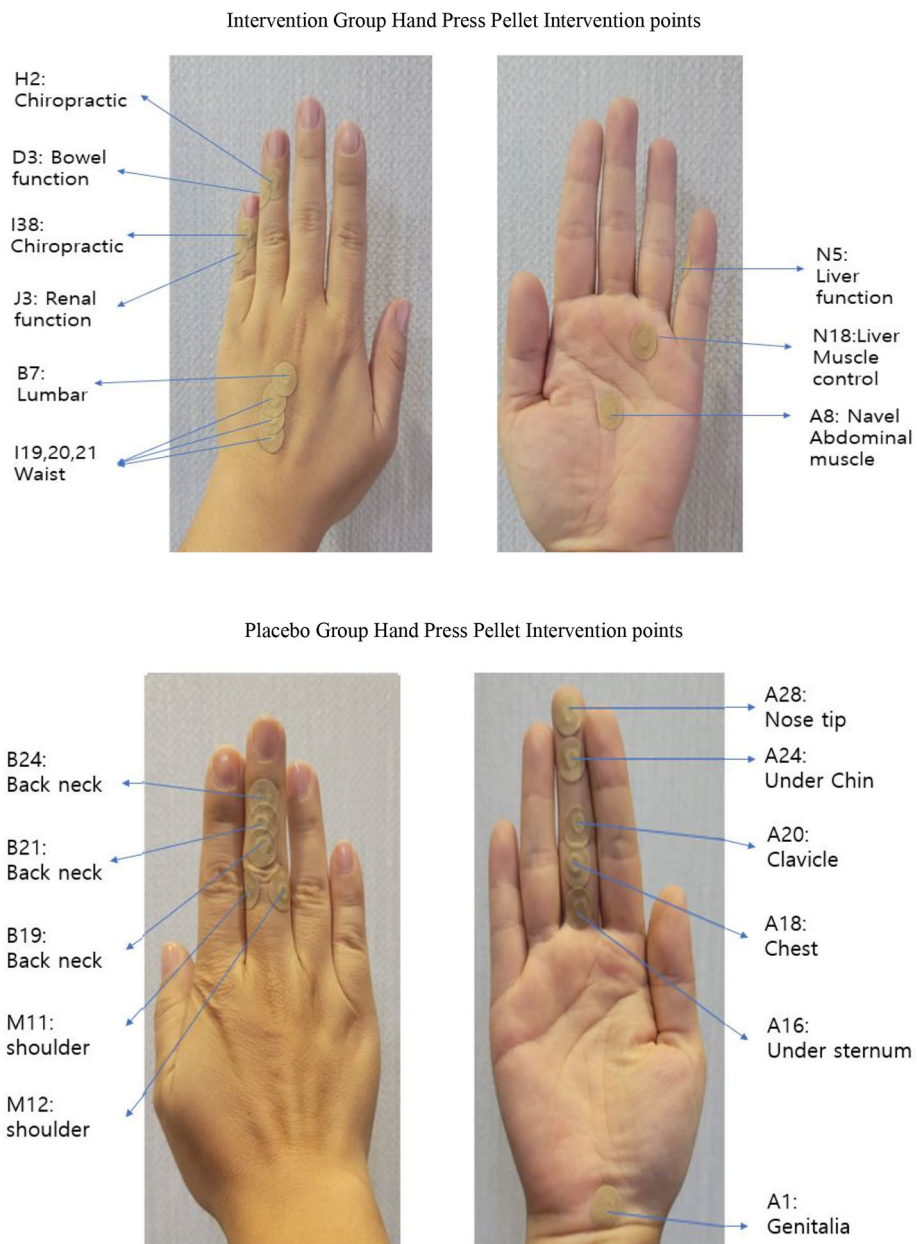 Intervention Group Hand Press Pellet Intervention points
H2:
Chiropractic
D3: Bowel
function
I38:
Chiropractic
J3: Renal
function
B7:
Lumbar
I19,20,21
Waist
N5:
Liver
function
N18:Liver
Muscle
control
A8: Navel
Abdominal
muscle
Placebo Group Hand Press Pellet Intervention points
B24:
Back neck
B21:
Back neck
B19:
Back neck
M11:
shoulder
M12:
shoulder
A28:
Nose tip
A24:
Under Chin
A20:
Clavicle
A18:
Chest
A16:
Under sternum
A1:
Genitalia